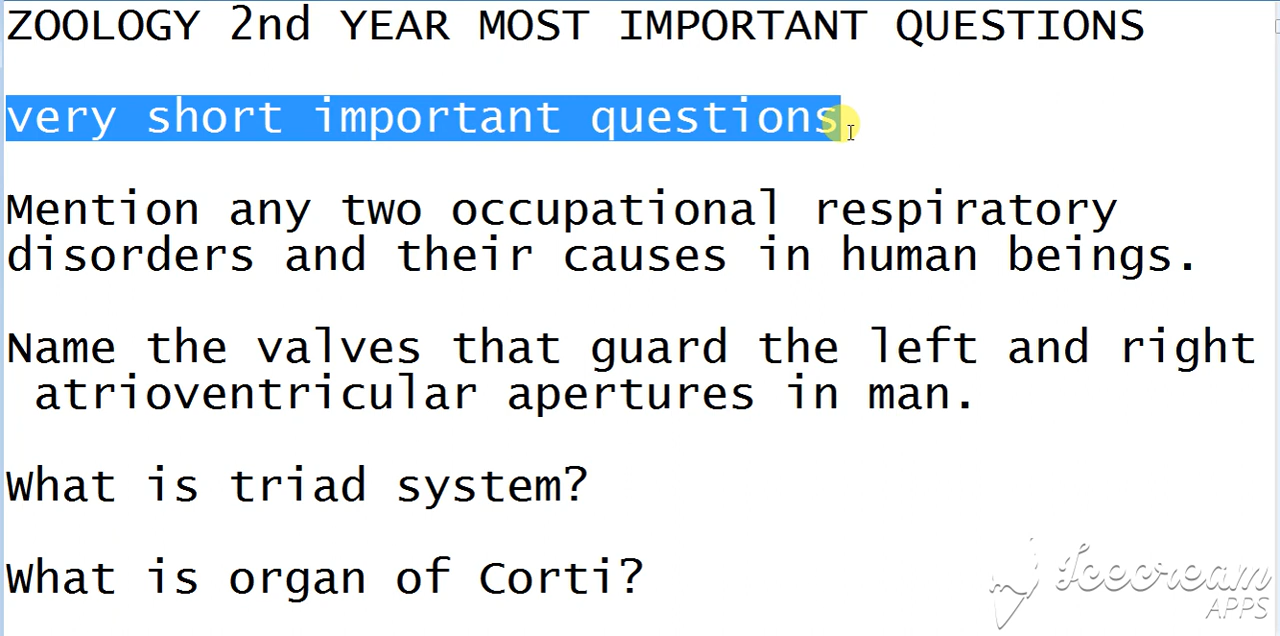 ZOOLOGY 2nd YEAR MOST IMPORTANT QUESTIONS
very short important questions
Mention any two occupational respiratory
disorders and their causes in human beings.
Name the valves that guard the left and right
atrioventricular apertures in man.
What is triad system?
What is organ of Corti?
Icecream
APPS